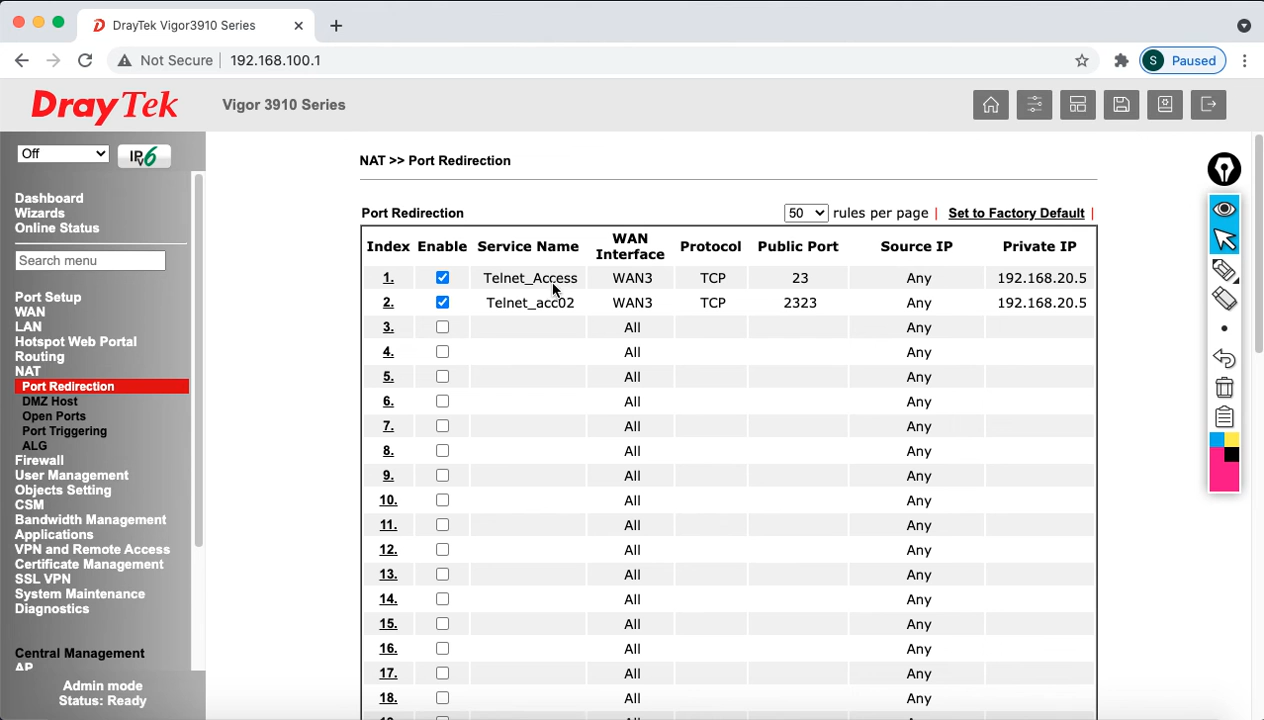 DrayTek Vigor3910 Series
Not Secure 192.168.100.1 S Paused
DrayTek Vigor 3910 Series
Off IPv6
Dashboard
Wizards
Online Status
Search menu
Port Setup
WAN
LAN
Hotspot Web Portal
Routing
NAT
Port Redirection
DMZ Host
Open Ports
Port Triggering
ALG
Firewall
User Management
Objects Setting
CSM
Bandwidth Management
Applications
VPN and Remote Access
Certificate Management
SSL VPN
System Maintenance
Diagnostics
Central Management
AP
Admin mode
Status: Ready
NAT >> Port Redirection
Port Redirection 50 rules per page | Set to Factory Default |
Index Enable Service Name WAN Interface Protocol Public Port Source IP Private IP
1. Telnet_Access WAN3 TCP 23 Any 192.168.20.5
2. Telnet_acc02 WAN3 TCP 2323 Any 192.168.20.5
3. All Any
4. All Any
5. All Any
6. All Any
7. All Any
8. All Any
9. All Any
10. All Any
11. All Any
12. All Any
13. All Any
14. All Any
15. All Any
16. All Any
17. All Any
18. All Any